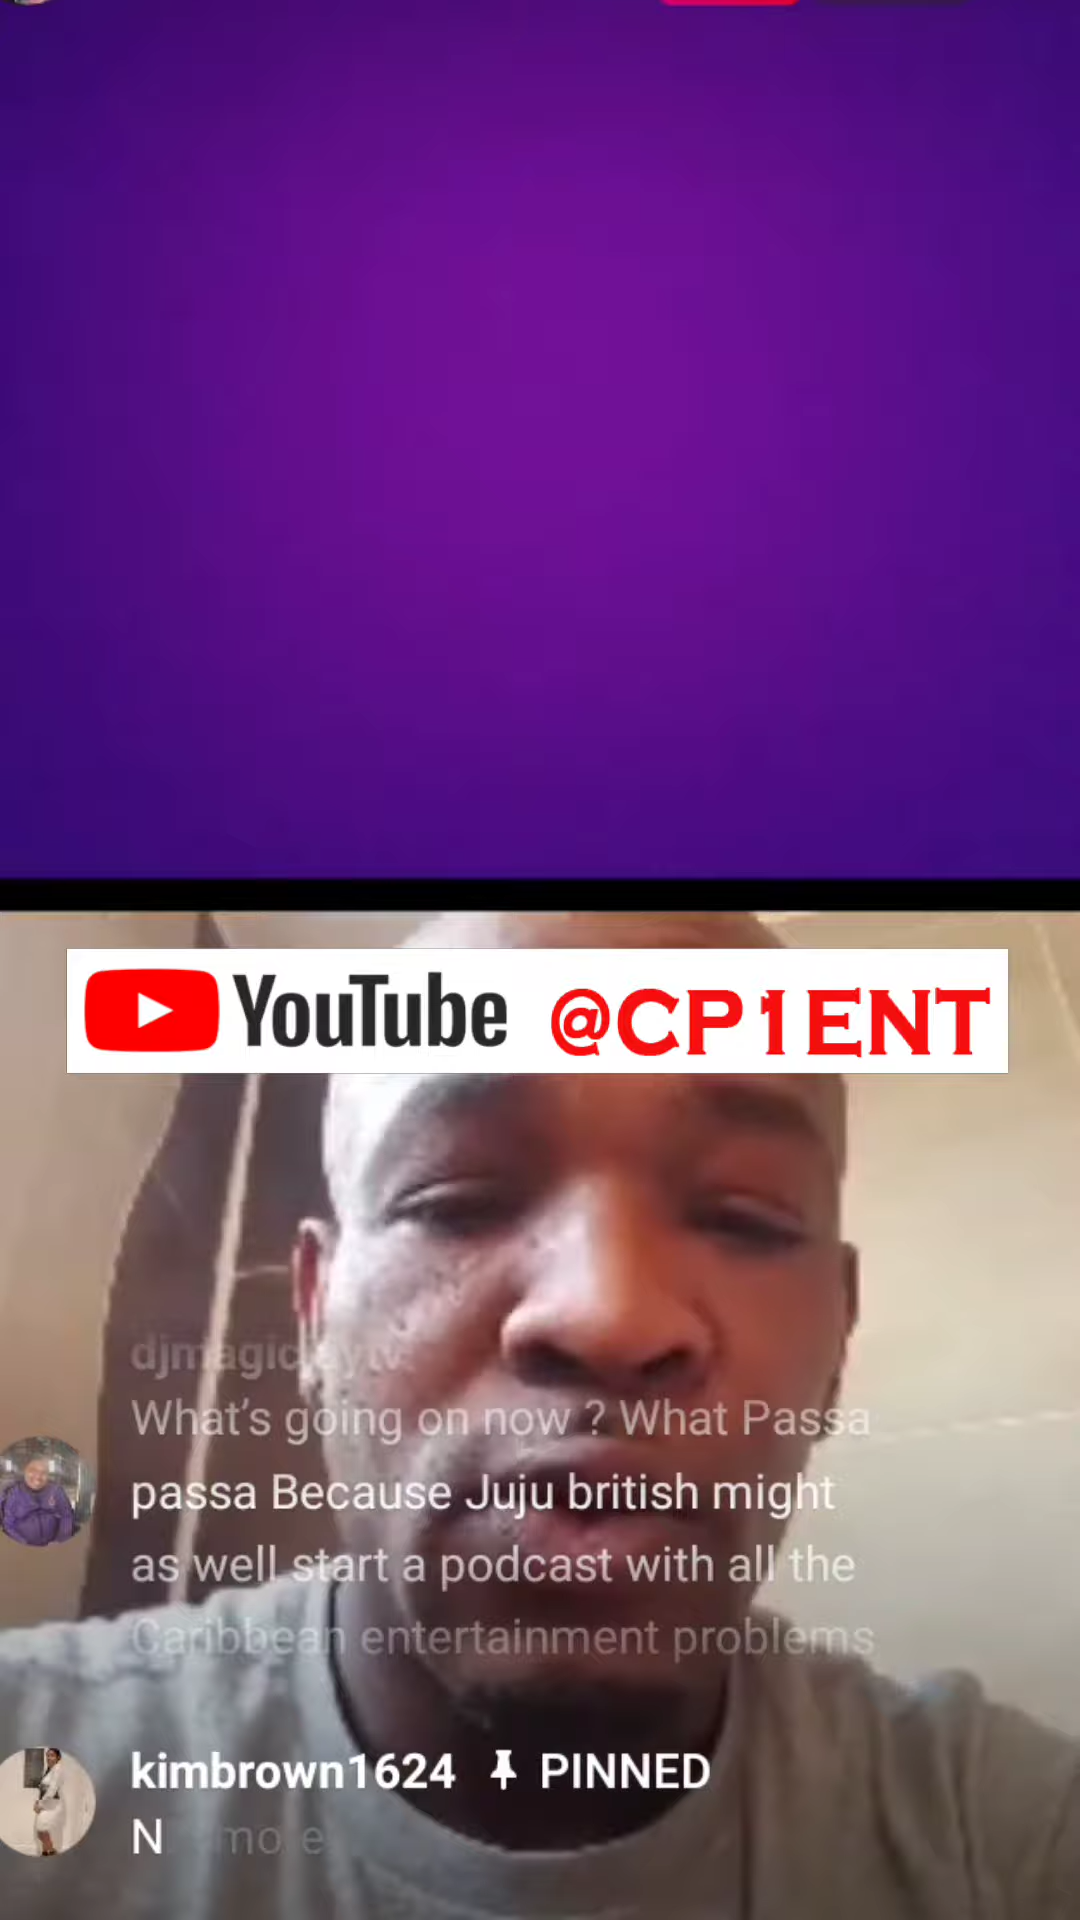 YouTube @CP1ENT
What's going on now ? What Passa
passa Because Juju british might
as well start a podcast with all the
Caribbean entertainment problems
kimbrown1624 PINNED
N